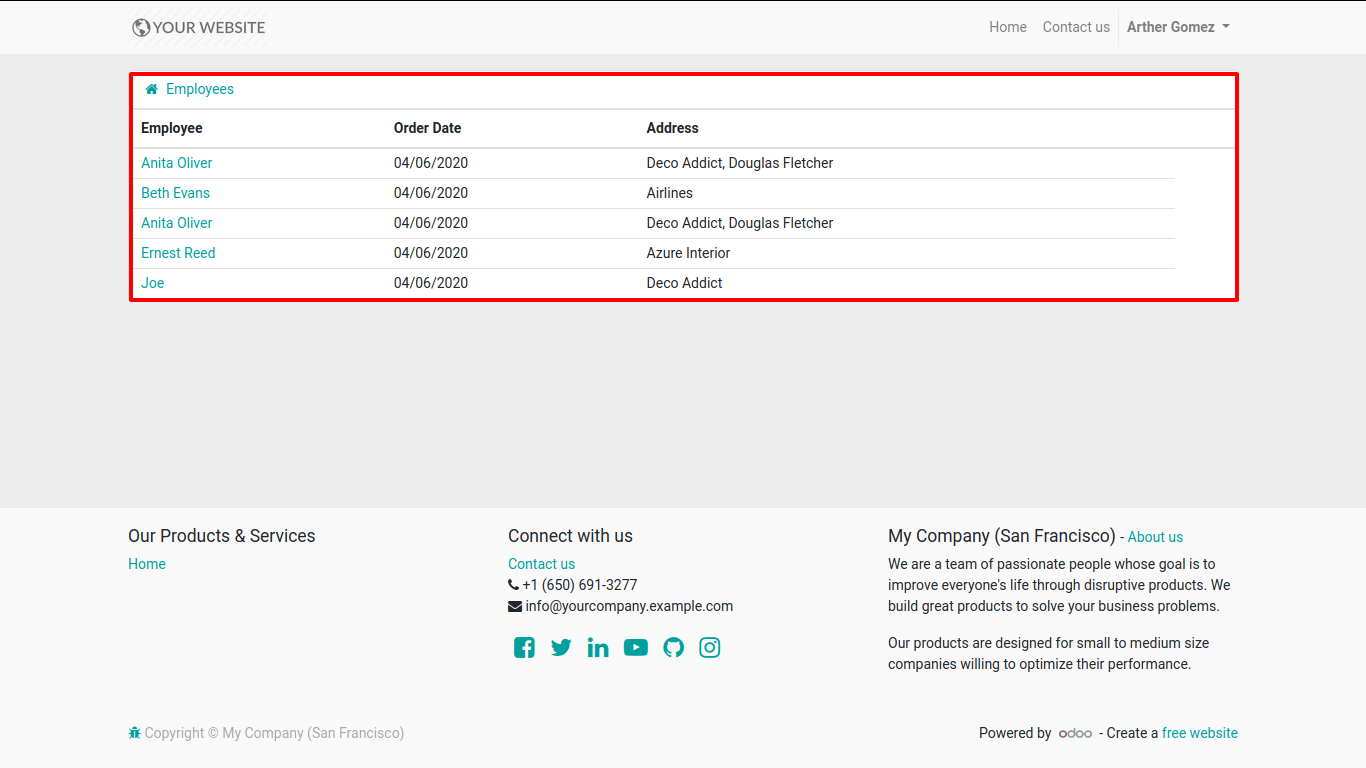 YOUR WEBSITE Home Contact us Arther Gomez
Employees
Employee Order Date Address
Anita Oliver 04/06/2020 Deco Addict, Douglas Fletcher
Beth Evans 04/06/2020 Airlines
Anita Oliver 04/06/2020 Deco Addict, Douglas Fletcher
Ernest Reed 04/06/2020 Azure Interior
Joe 04/06/2020 Deco Addict
Our Products & Services
Home
Connect with us
Contact us
+1 (650) 691-3277
info@yourcompany.example.com
My Company (San Francisco) - About us
We are a team of passionate people whose goal is to
improve everyone's life through disruptive products. We
build great products to solve your business problems.
Our products are designed for small to medium size
companies willing to optimize their performance.
Copyright © My Company (San Francisco)
Powered by odoo - Create a free website